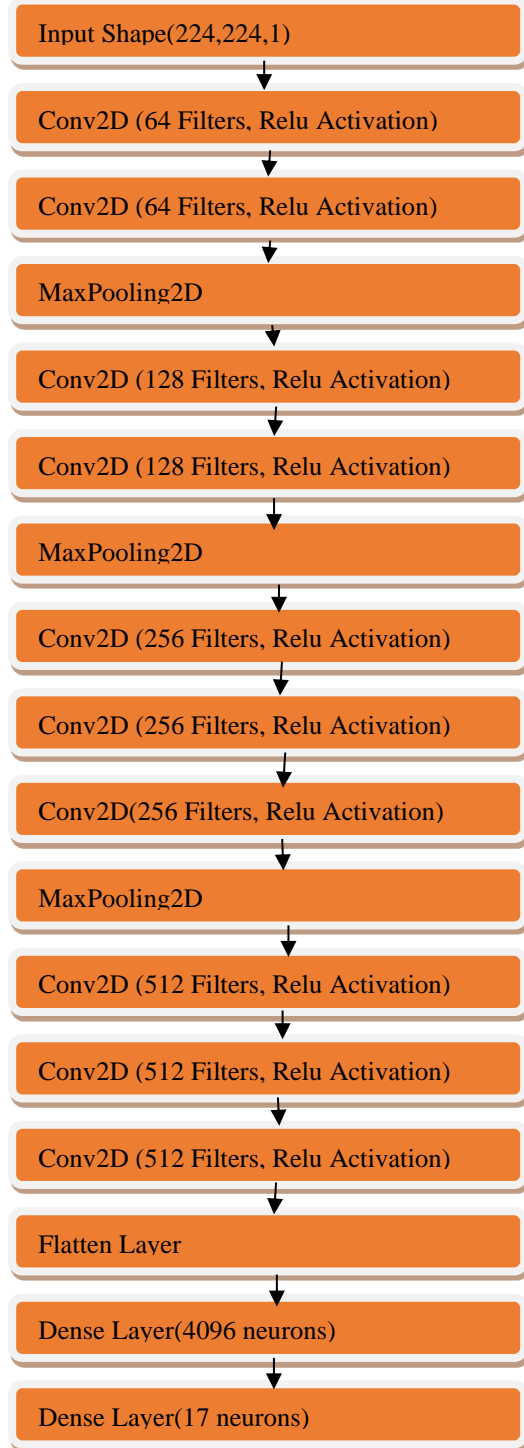 Input Shape(224,224,1)
Conv2D (64 Filters, Relu Activation)
Conv2D (64 Filters, Relu Activation)
MaxPooling2D
Conv2D (128 Filters, Relu Activation)
Conv2D (128 Filters, Relu Activation)
MaxPooling2D
Conv2D (256 Filters, Relu Activation)
Conv2D (256 Filters, Relu Activation)
Conv2D(256 Filters, Relu Activation)
MaxPooling2D
Conv2D (512 Filters, Relu Activation)
Conv2D (512 Filters, Relu Activation)
Conv2D (512 Filters, Relu Activation)
Flatten Layer
Dense Layer(4096 neurons)
Dense Layer(17 neurons)